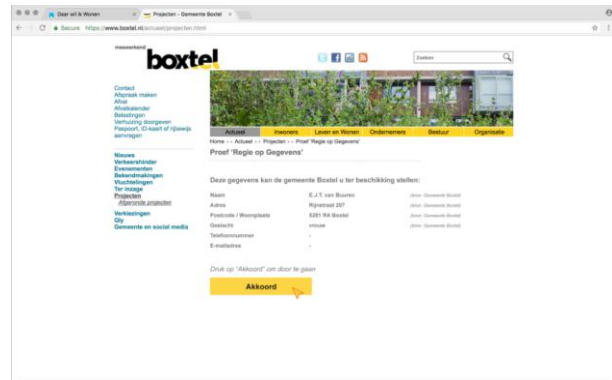 Daar wil ik Wonen
Projecten - Gemeente Boxtel
Secure https://www.boxtel.nl/actueel/projecten.html
meewerkend
boxtel
Zoeken
Contact
Afspraak maken
Afval
Afvalkalender
Belastingen
Verhuizing doorgeven
Paspoort, ID-kaart of rijbewijs
aanvragen
Nieuws
Verkeershinder
Evenementen
Bekendmakingen
Vluchtelingen
Ter inzage
Projecten
Afgeronde projecten
Verkiezingen
Qiy
Gemeente en social media
Actueel Inwoners Leven en Wonen Ondernemers Bestuur Organisatie
Home >> Actueel >> Projecten >> Proef 'Regie op Gegevens'
Proef 'Regie op Gegevens'
Deze gegevens kan de gemeente Boxtel u ter beschikking stellen:
Naam E.J.T. van Buuren (bron: Gemeente Boxtel)
Adres Rijnstraat 207 (bron: Gemeente Boxtel)
Postcode / Woonplaats 5281 RA Boxtel (bron: Gemeente Boxtel)
Geslacht vrouw (bron: Gemeente Boxtel)
Telefoonnummer -
E-mailadres -
Druk op "Akkoord" om door te gaan
Akkoord